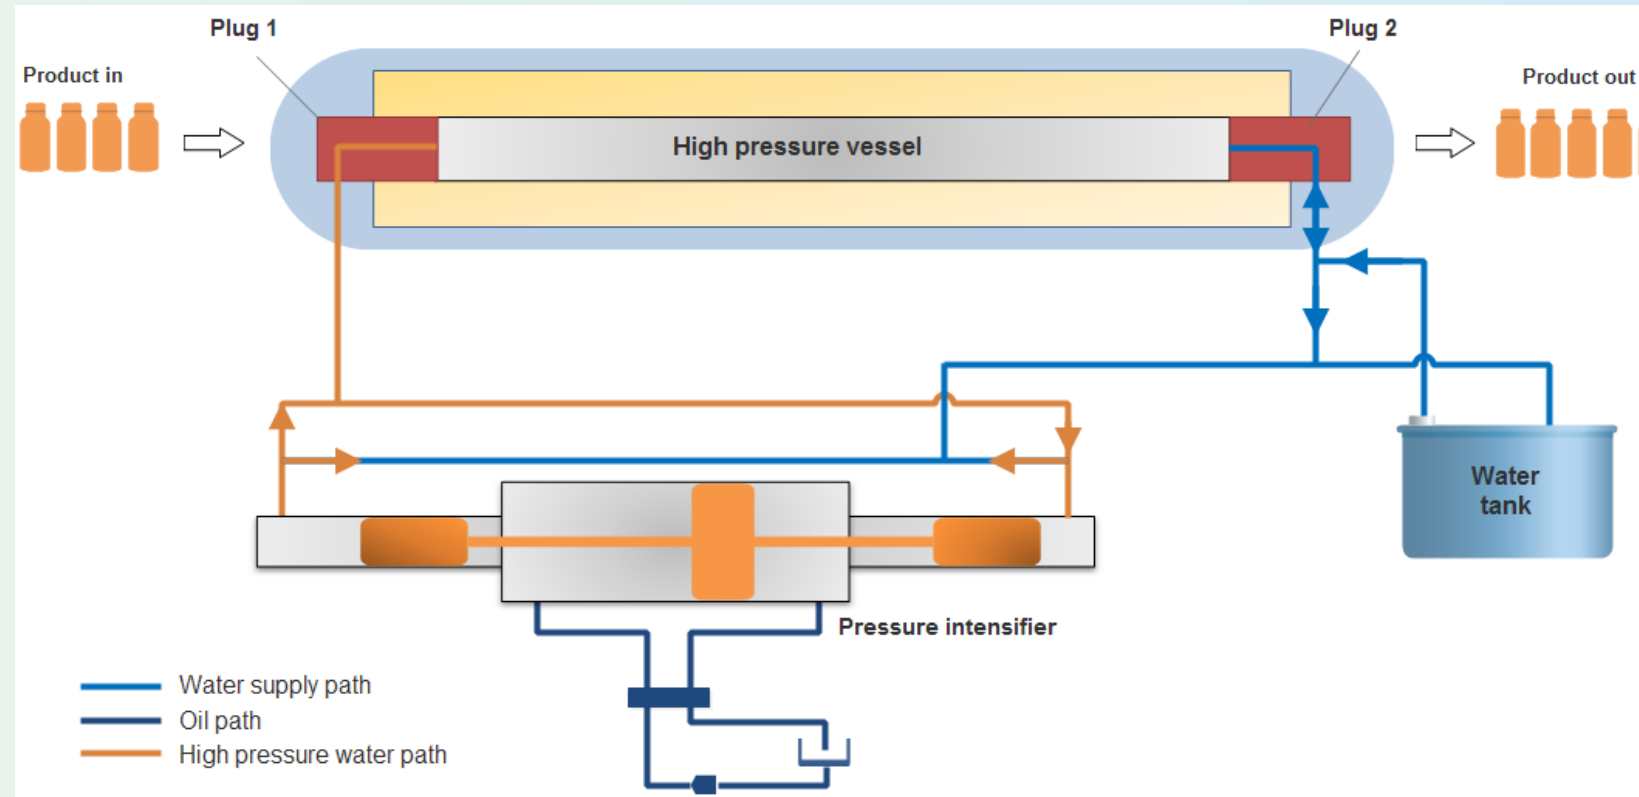 Plug 1
Plug 2
Product in
Product out
High pressure vessel
Water
tank
Pressure intensifier
Water supply path
Oil path
High pressure water path